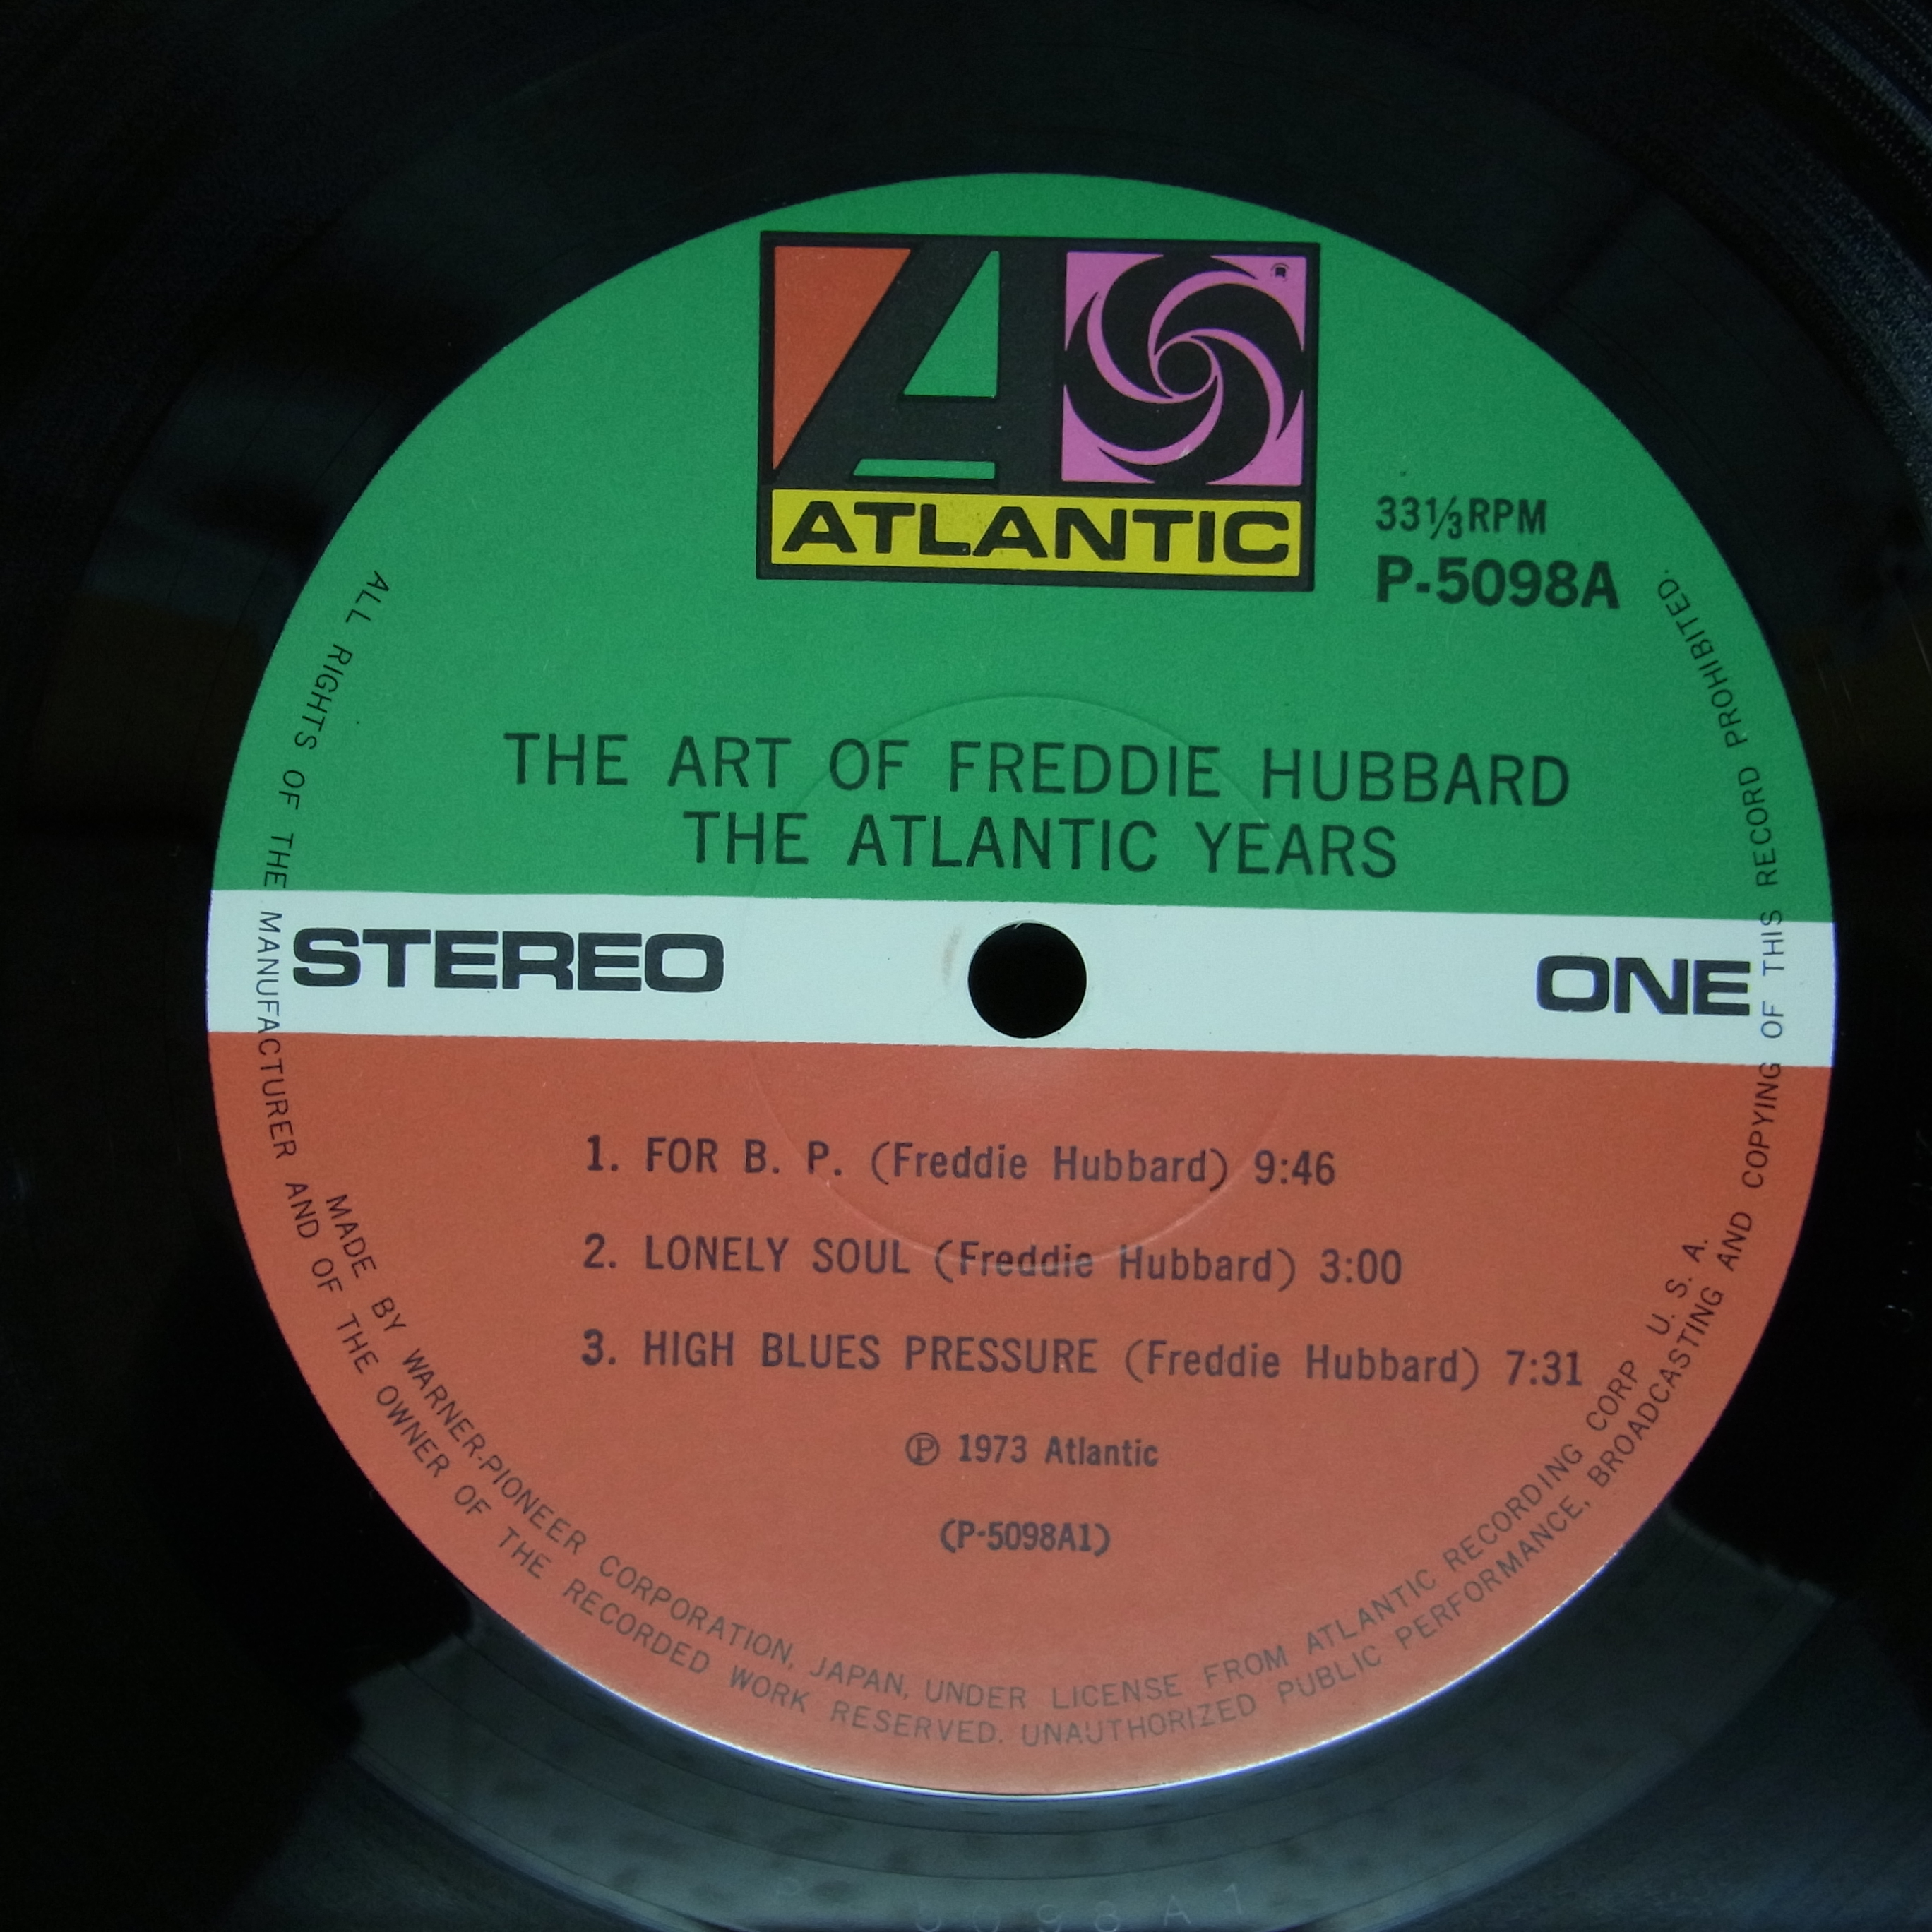 ATLANTIC
33⅓RPM
P-5098A
THE ART OF FREDDIE HUBBARD
THE ATLANTIC YEARS
STEREO
ONE
1. FOR B. P. (Freddie Hubbard) 9:46
2. LONELY SOUL (Freddie Hubbard) 3:00
3. HIGH BLUES PRESSURE (Freddie Hubbard) 7:31
℗ 1973 Atlantic
(P-5098A1)
MADE BY WARNER-PIONEER CORPORATION, JAPAN, UNDER LICENSE FROM ATLANTIC RECORDING CORP U. S. A.
ALL RIGHTS OF THE MANUFACTURER AND OF THE OWNER OF THE RECORDED WORK RESERVED. UNAUTHORIZED PUBLIC PERFORMANCE, BROADCASTING AND COPYING OF THIS RECORD PROHIBITED.
P 5098 A 1